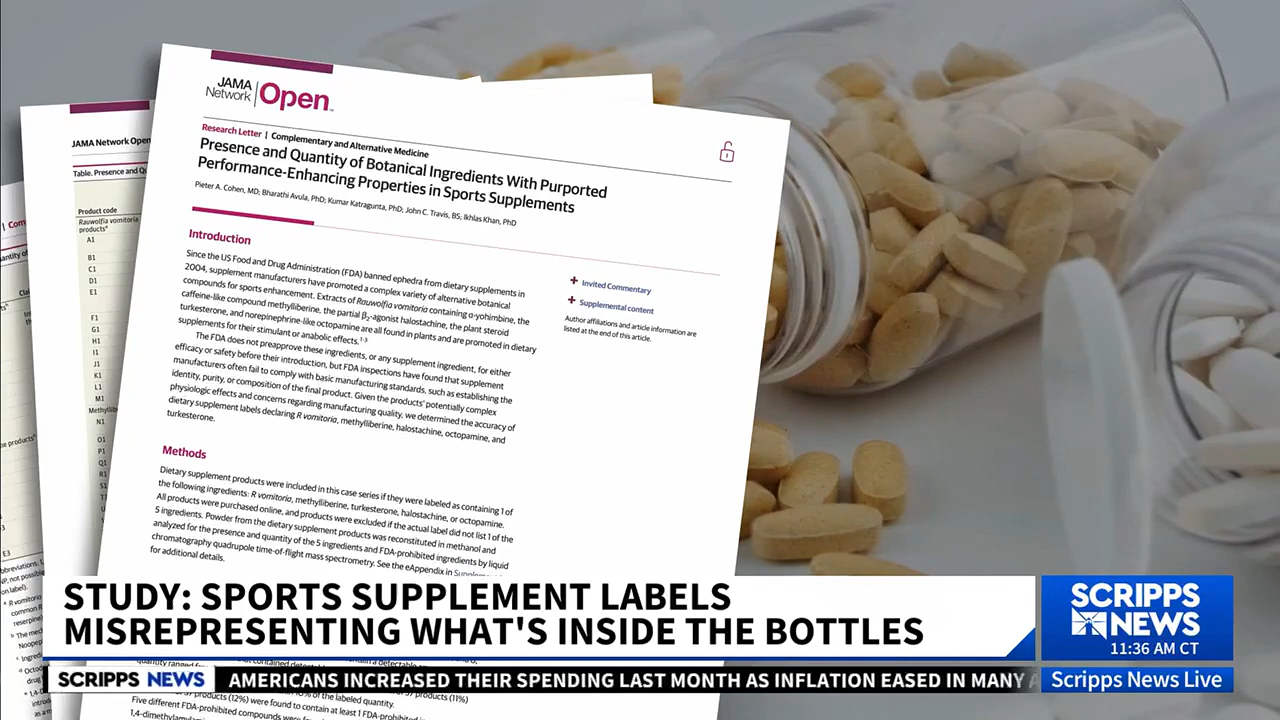 JAMA
Network
Open
Research Letter | Complementary and Alternative Medicine
Presence and Quantity of Botanical Ingredients With Purported
Performance-Enhancing Properties in Sports Supplements
Pieter A. Cohen, MD; Bharathi Avula, PhD; Kumar Katragunta, PhD; John C. Travis, BS; Ikhlas Khan, PhD
Introduction
Since the US Food and Drug Administration (FDA) banned ephedra from dietary supplements in
2004, supplement manufacturers have promoted a complex variety of alternative botanical
compounds for sports enhancement. Extracts of Rauwolfia vomitoria containing α-yohimbine, the
caffeine-like compound methylliberine, the partial β2-agonist halostachine, the plant steroid
turkesterone, and norepinephrine-like octopamine are all found in plants and are promoted in dietary
supplements for their stimulant or anabolic effects.1-3
The FDA does not preapprove these ingredients, or any supplement ingredient, for either
efficacy or safety before their introduction, but FDA inspections have found that supplement
manufacturers often fail to comply with basic manufacturing standards, such as establishing the
identity, purity, or composition of the final product. Given the products' potentially complex
physiologic effects and concerns regarding manufacturing quality, we determined the accuracy of
dietary supplement labels declaring R vomitoria, methylliberine, halostachine, octopamine, and
turkesterone.
+ Invited Commentary
+ Supplemental content
Author affiliations and article information are
listed at the end of this article.
Methods
Dietary supplement products were included in this case series if they were labeled as containing 1 of
the following ingredients: R vomitoria, methylliberine, turkesterone, halostachine, or octopamine.
All products were purchased online, and products were excluded if the actual label did not list 1 of the
5 ingredients. Powder from the dietary supplement products was reconstituted in methanol and
analyzed for the presence and quantity of the 5 ingredients and FDA-prohibited ingredients by liquid
chromatography quadrupole time-of-flight mass spectrometry. See the eAppendix in
for additional details.
JAMA Network Open
Table. Presence and
Product code
Rauwolfia vomitoria
products
A1
B1
C1
D1
E1
F1
G1
H1
I1
J1
K1
L1
M1
N1
O1
P1
Q1
R1
E3
STUDY: SPORTS SUPPLEMENT LABELS
MISREPRESENTING WHAT'S INSIDE THE BOTTLES
SCRIPPS
NEWS
11:36 AM CT
Scripps News Live
SCRIPPS NEWS
AMERICANS INCREASED THEIR SPENDING LAST MONTH AS INFLATION EASED IN MANY
products (12%) were found to contain at least 1 FDA-prohibited
Five different FDA-prohibited compounds were